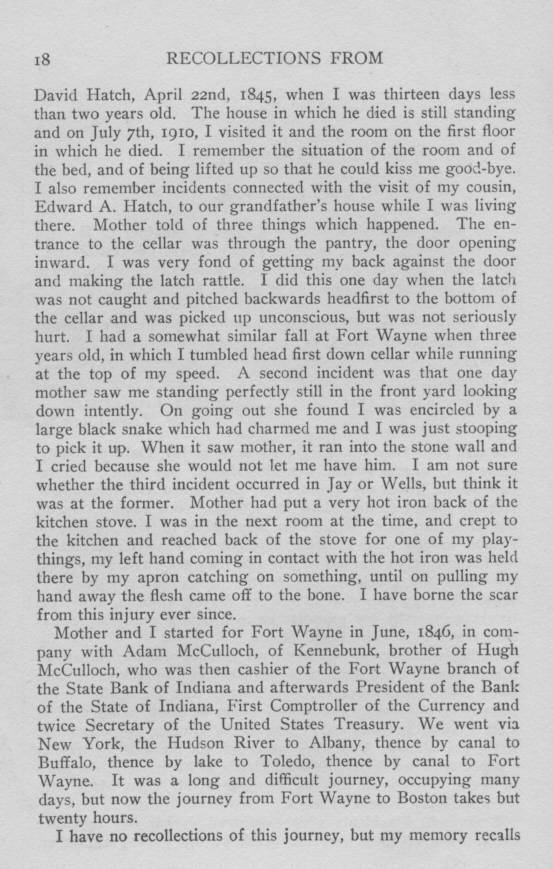 18 RECOLLECTIONS FROM
David Hatch, April 22nd, 1845, when I was thirteen days less
than two years old. The house in which he died is still standing
and on July 7th, 1910, I visited it and the room on the first floor
in which he died. I remember the situation of the room and of
the bed, and of being lifted up so that he could kiss me good-bye.
I also remember incidents connected with the visit of my cousin,
Edward A. Hatch, to our grandfather's house while I was living
there. Mother told of three things which happened. The en-
trance to the cellar was through the pantry, the door opening
inward. I was very fond of getting my back against the door
and making the latch rattle. I did this one day when the latch
was not caught and pitched backwards headfirst to the bottom of
the cellar and was picked up unconscious, but was not seriously
hurt. I had a somewhat similar fall at Fort Wayne when three
years old, in which I tumbled head first down cellar while running
at the top of my speed. A second incident was that one day
mother saw me standing perfectly still in the front yard looking
down intently. On going out she found I was encircled by a
large black snake which had charmed me and I was just stooping
to pick it up. When it saw mother, it ran into the stone wall and
I cried because she would not let me have him. I am not sure
whether the third incident occurred in Jay or Wells, but think it
was at the former. Mother had put a very hot iron back of the
kitchen stove. I was in the next room at the time, and crept to
the kitchen and reached back of the stove for one of my play-
things, my left hand coming in contact with the hot iron was held
there by my apron catching on something, until on pulling my
hand away the flesh came off to the bone. I have borne the scar
from this injury ever since.
Mother and I started for Fort Wayne in June, 1846, in com-
pany with Adam McCulloch, of Kennebunk, brother of Hugh
McCulloch, who was then cashier of the Fort Wayne branch of
the State Bank of Indiana and afterwards President of the Bank
of the State of Indiana, First Comptroller of the Currency and
twice Secretary of the United States Treasury. We went via
New York, the Hudson River to Albany, thence by canal to
Buffalo, thence by lake to Toledo, thence by canal to Fort
Wayne. It was a long and difficult journey, occupying many
days, but now the journey from Fort Wayne to Boston takes but
twenty hours.
I have no recollections of this journey, but my memory recalls